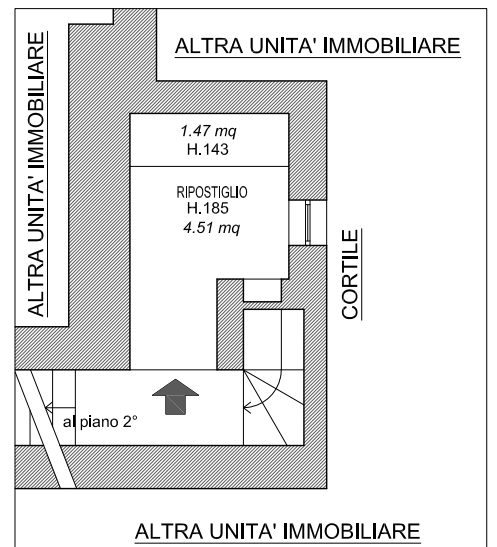 ALTRA UNITA' IMMOBILIARE
ALTRA UNITA' IMMOBILIARE
1.47 mq
H.143
RIPOSTIGLIO
H.185
4.51 mq
CORTILE
al piano 2°
ALTRA UNITA' IMMOBILIARE